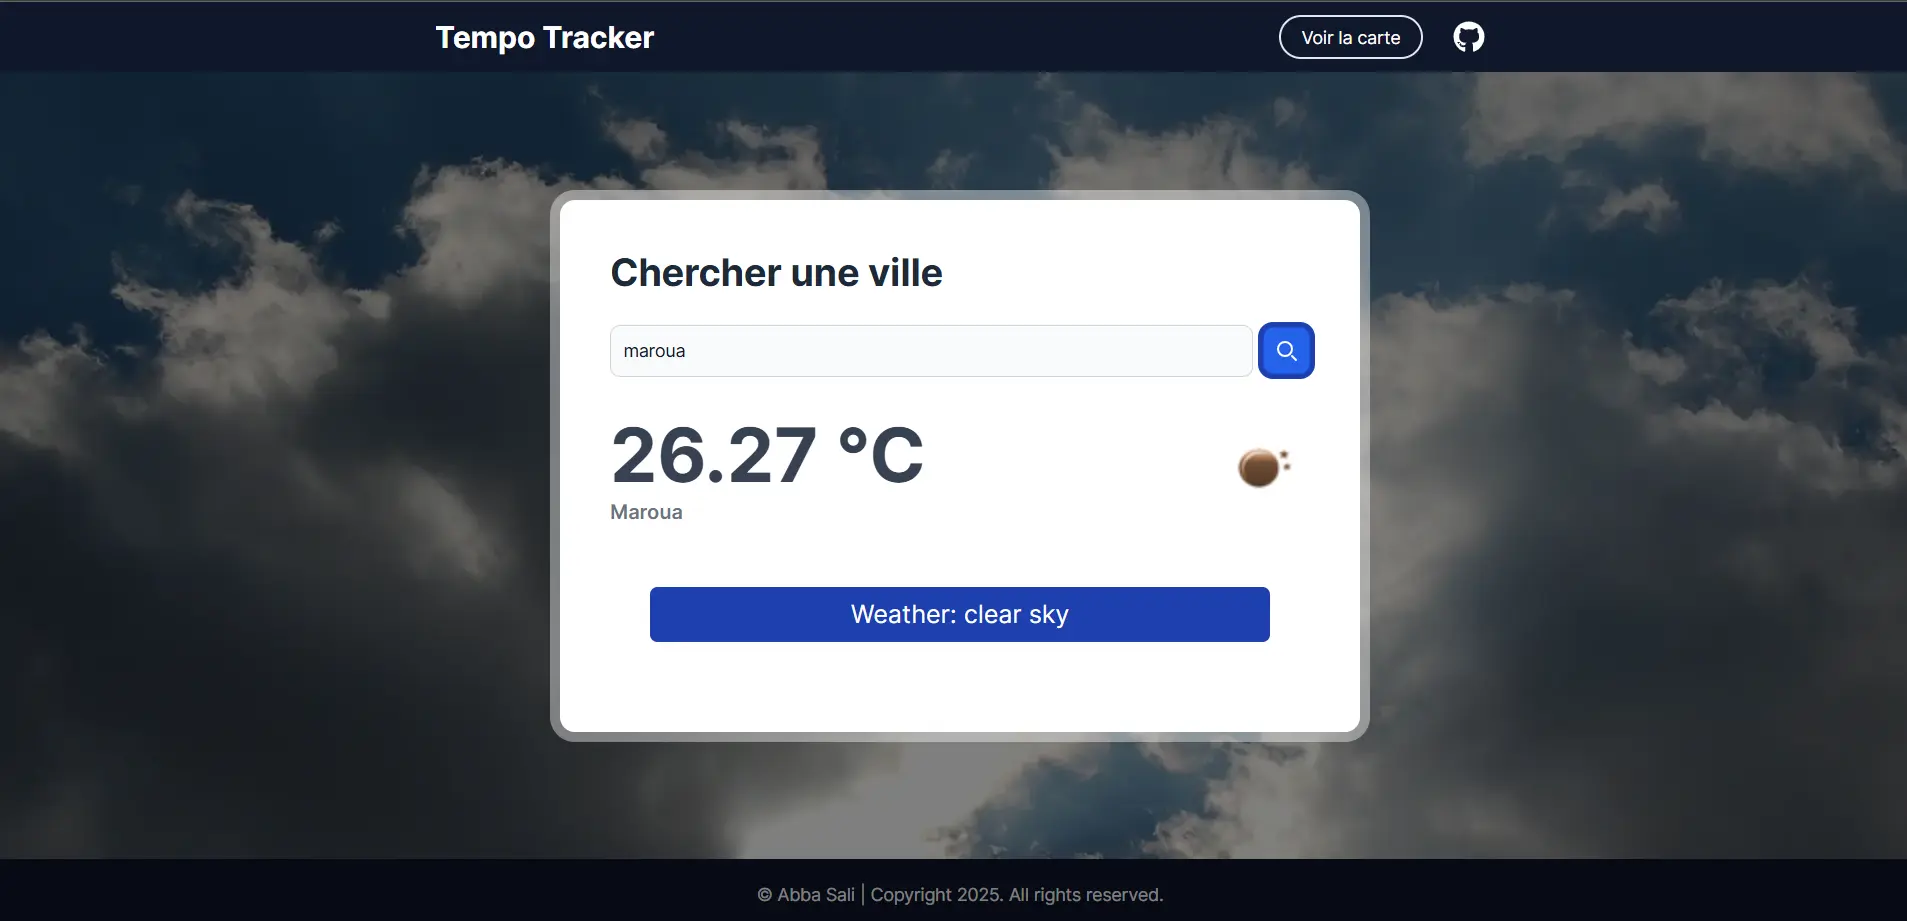 Tempo Tracker
Voir la carte
Chercher une ville
maroua
26.27 °C
Maroua
Weather: clear sky
© Abba Sali | Copyright 2025. All rights reserved.